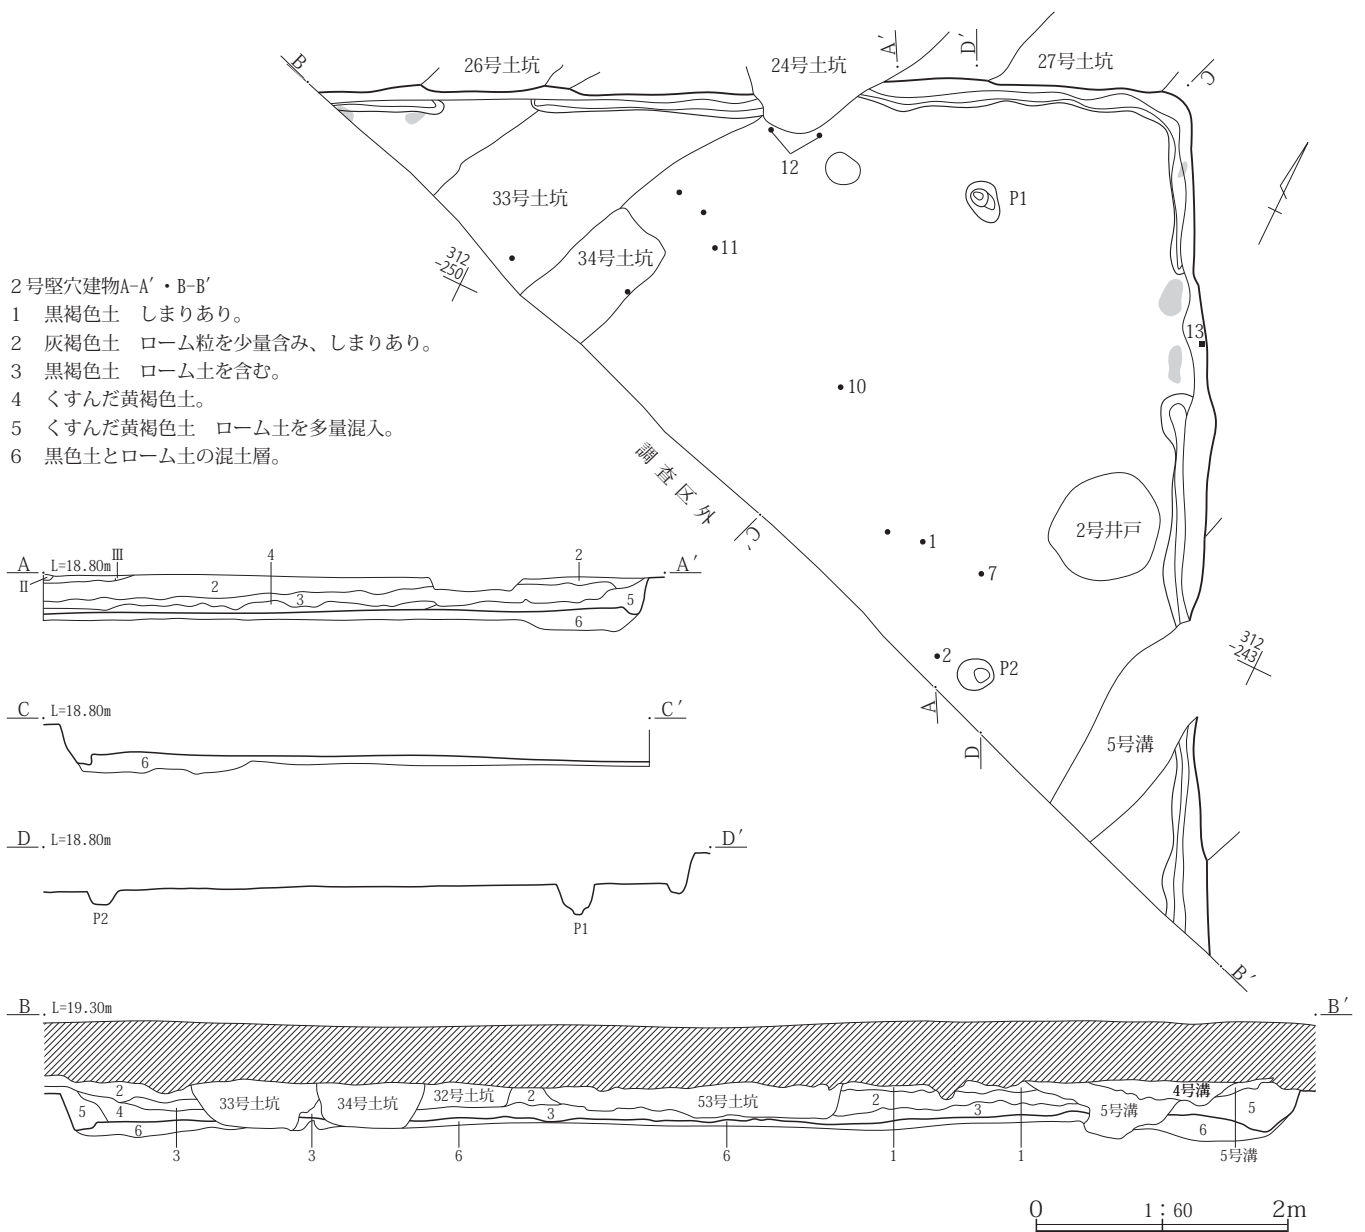 26号土坑
24号土坑
27号土坑
B
A′
D′
C
12
P1
33号土坑
11
34号土坑
312
-250
13
10
2号竪穴建物A-A′・B-B′
1 黒褐色土 しまりあり。
2 灰褐色土 ローム粒を少量含み、しまりあり。
3 黒褐色土 ローム土を含む。
4 くすんだ黄褐色土。
5 くすんだ黄褐色土 ローム土を多量混入。
6 黒色土とローム土の混土層。
調査区外
C′
2号井戸
1
7
2
P2
312
-243
A
D
5号溝
B′
A L=18.80m A′
Ⅱ Ⅲ 4 2
2 3 5
6
C L=18.80m C′
6
D L=18.80m D′
P2 P1
B L=19.30m B′
2 33号土坑 34号土坑 32号土坑 2 53号土坑 2 4号溝
5 4 3 3 5号溝 5
6 6
3 3 6 6 1 1 5号溝
0 1:60 2m